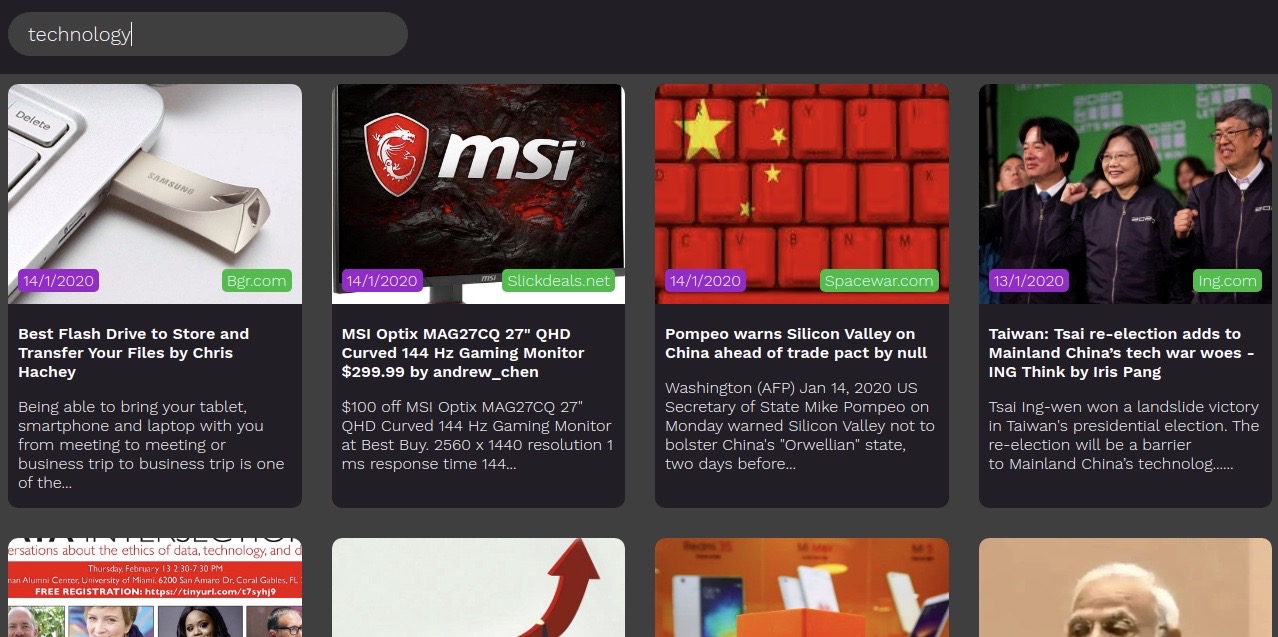 technology
Delete
SAMSUNG
14/1/2020
Bgr.com
Best Flash Drive to Store and
Transfer Your Files by Chris
Hachey
Being able to bring your tablet,
smartphone and laptop with you
from meeting to meeting or
business trip to business trip is one
of the...
msi
msi
14/1/2020
Slickdeals.net
MSI Optix MAG27CQ 27" QHD
Curved 144 Hz Gaming Monitor
$299.99 by andrew_chen
$100 off MSI Optix MAG27CQ 27"
QHD Curved 144 Hz Gaming Monitor
at Best Buy. 2560 x 1440 resolution 1
ms response time 144...
T Y U I
D K
C V B N M
14/1/2020
Spacewar.com
Pompeo warns Silicon Valley on
China ahead of trade pact by null
Washington (AFP) Jan 14, 2020 US
Secretary of State Mike Pompeo on
Monday warned Silicon Valley not to
bolster China's "Orwellian" state,
two days before...
2020
13/1/2020
Ing.com
Taiwan: Tsai re-election adds to
Mainland China’s tech war woes -
ING Think by Iris Pang
Tsai Ing-wen won a landslide victory
in Taiwan's presidential election. The
re-election will be a barrier
to Mainland China’s technolog......
ersations about the ethics of data, technology, and d
Thursday, February 13 2:30-7:30 PM
nan Alumni Center, University of Miami. 6200 San Amaro Dr, Coral Gables, FL
FREE REGISTRATION: https://tinyurl.com/t7syhj9